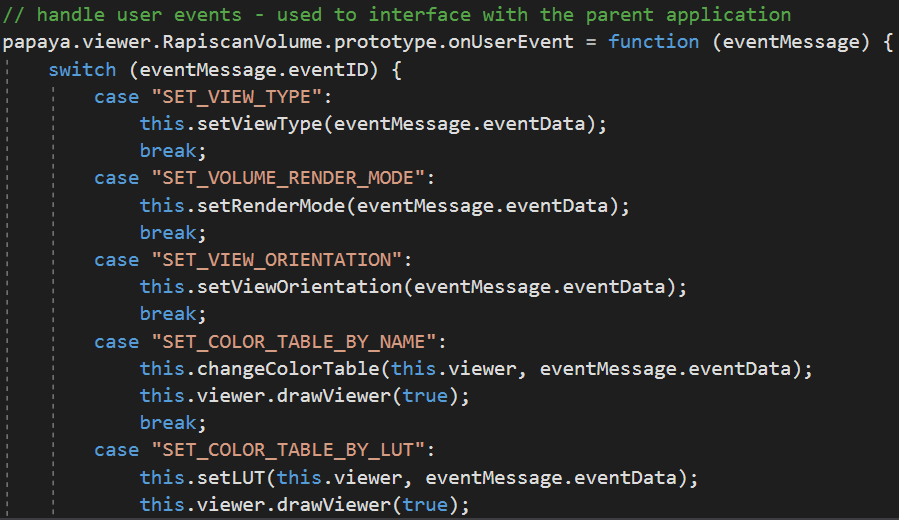 // handle user events - used to interface with the parent application
papaya.viewer.RapiscanVolume.prototype.onUserEvent = function (eventMessage) {
    switch (eventMessage.eventID) {
        case "SET_VIEW_TYPE":
            this.setViewType(eventMessage.eventData);
            break;
        case "SET_VOLUME_RENDER_MODE":
            this.setRenderMode(eventMessage.eventData);
            break;
        case "SET_VIEW_ORIENTATION":
            this.setViewOrientation(eventMessage.eventData);
            break;
        case "SET_COLOR_TABLE_BY_NAME":
            this.changeColorTable(this.viewer, eventMessage.eventData);
            this.viewer.drawViewer(true);
            break;
        case "SET_COLOR_TABLE_BY_LUT":
            this.setLUT(this.viewer, eventMessage.eventData);
            this.viewer.drawViewer(true);